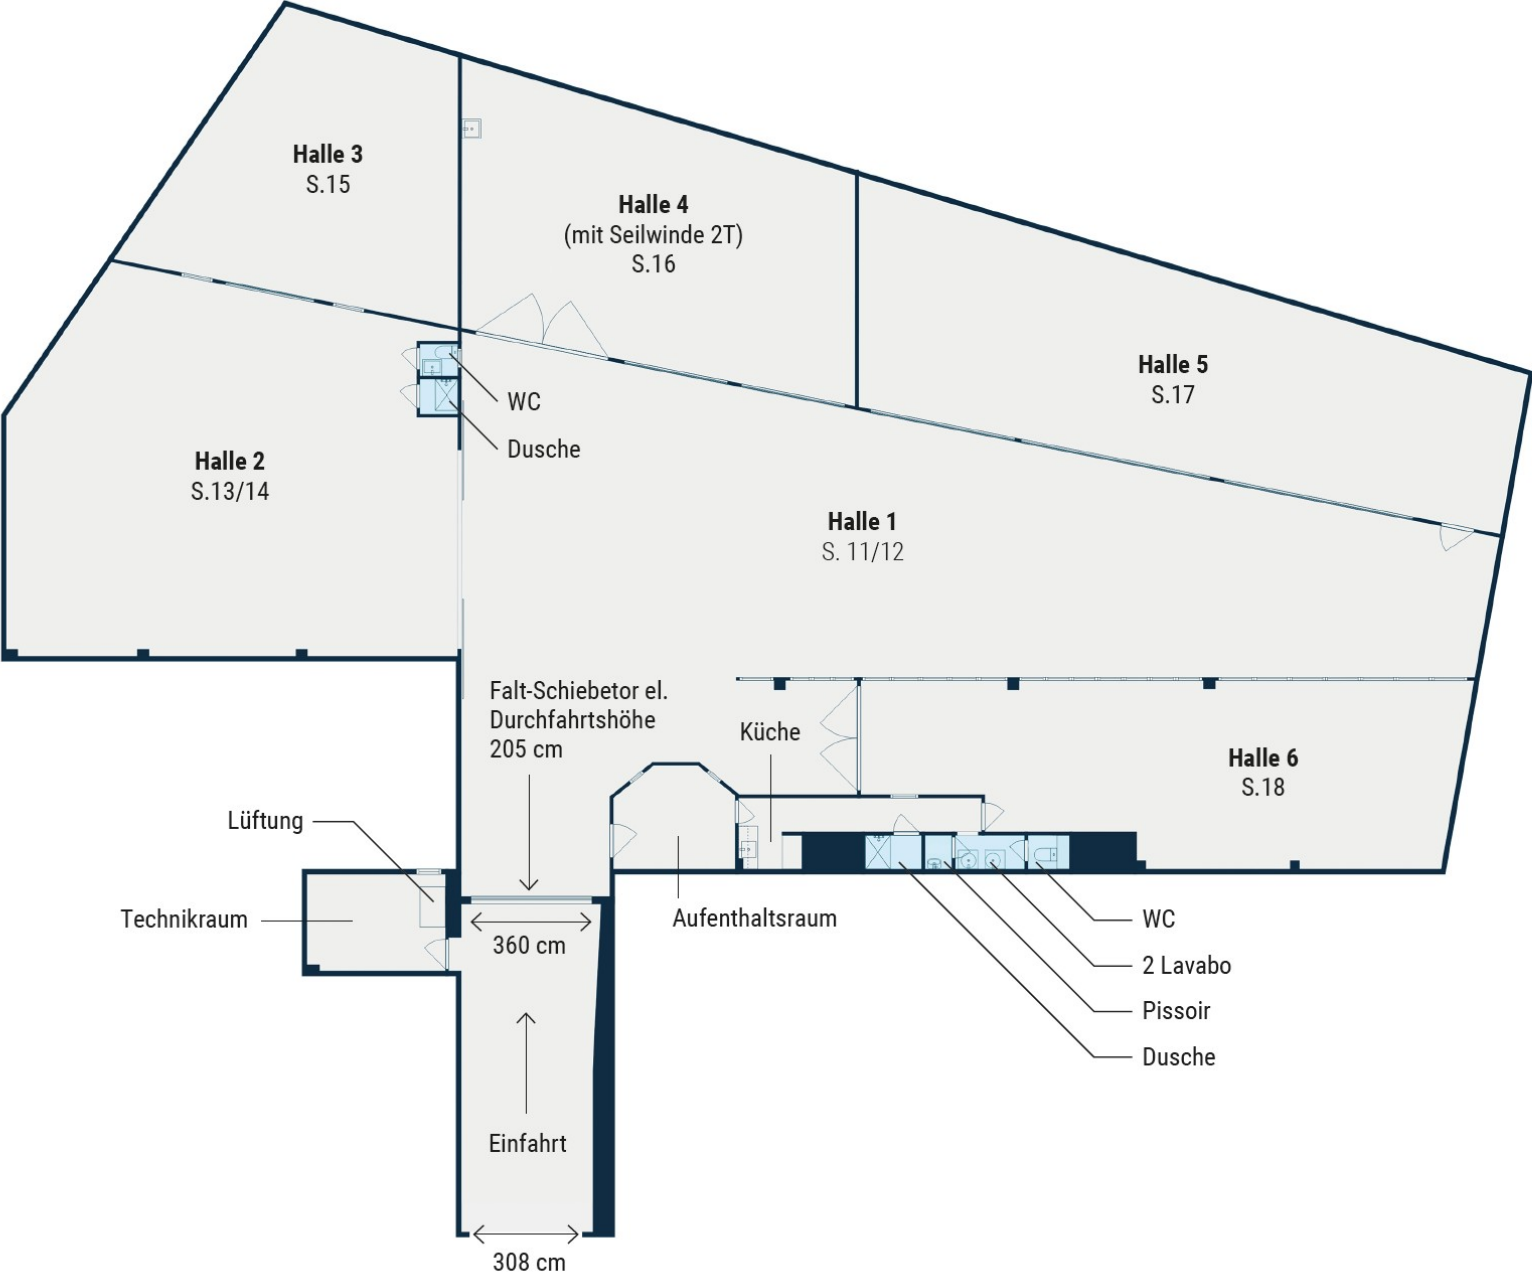 Halle 3
S.15
Halle 4
(mit Seilwinde 2T)
S.16
Halle 5
S.17
WC
Dusche
Halle 2
S.13/14
Halle 1
S. 11/12
Falt-Schiebetor el.
Durchfahrtshöhe
205 cm
Küche
Halle 6
S.18
Lüftung
Technikraum
360 cm
Aufenthaltsraum
WC
2 Lavabo
Pissoir
Dusche
Einfahrt
308 cm